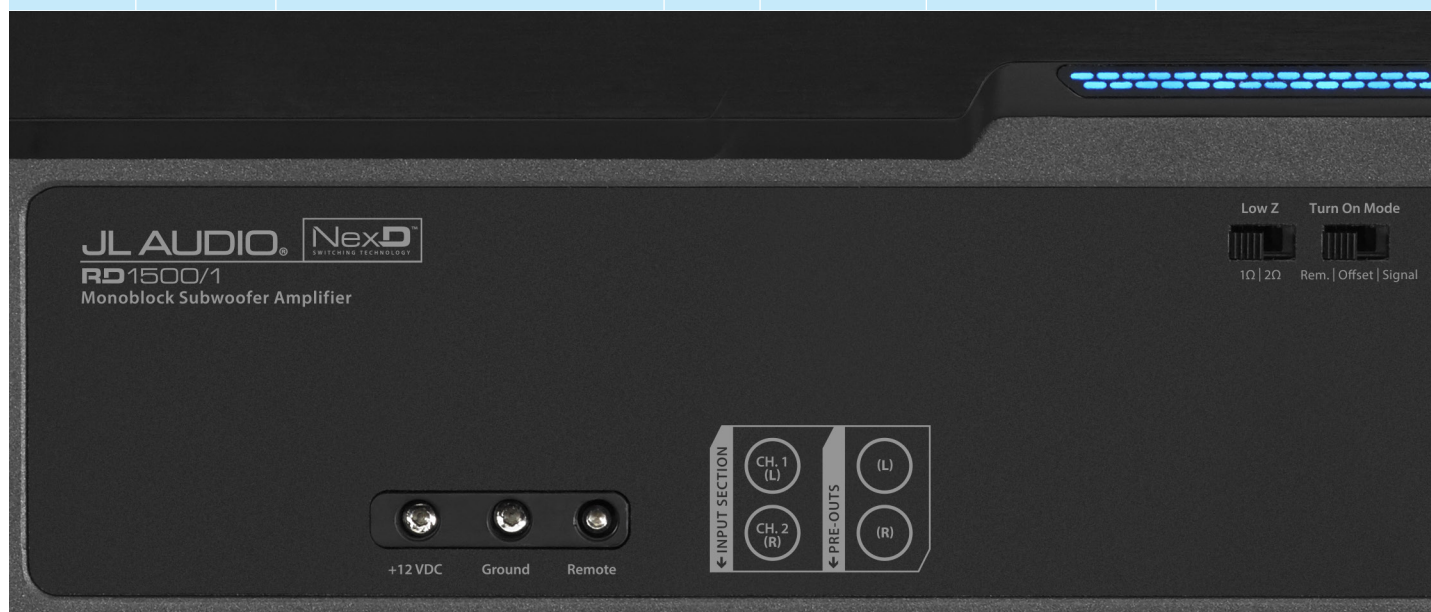 Low Z
Turn On Mode
JL AUDIO®
NexD™
SWITCHING TECHNOLOGY
1Ω | 2Ω
Rem. | Offset | Signal
RD1500/1
Monoblock Subwoofer Amplifier
← INPUT SECTION
CH. 1
(L)
CH. 2
(R)
← PRE-OUTS
(L)
(R)
+12 VDC
Ground
Remote